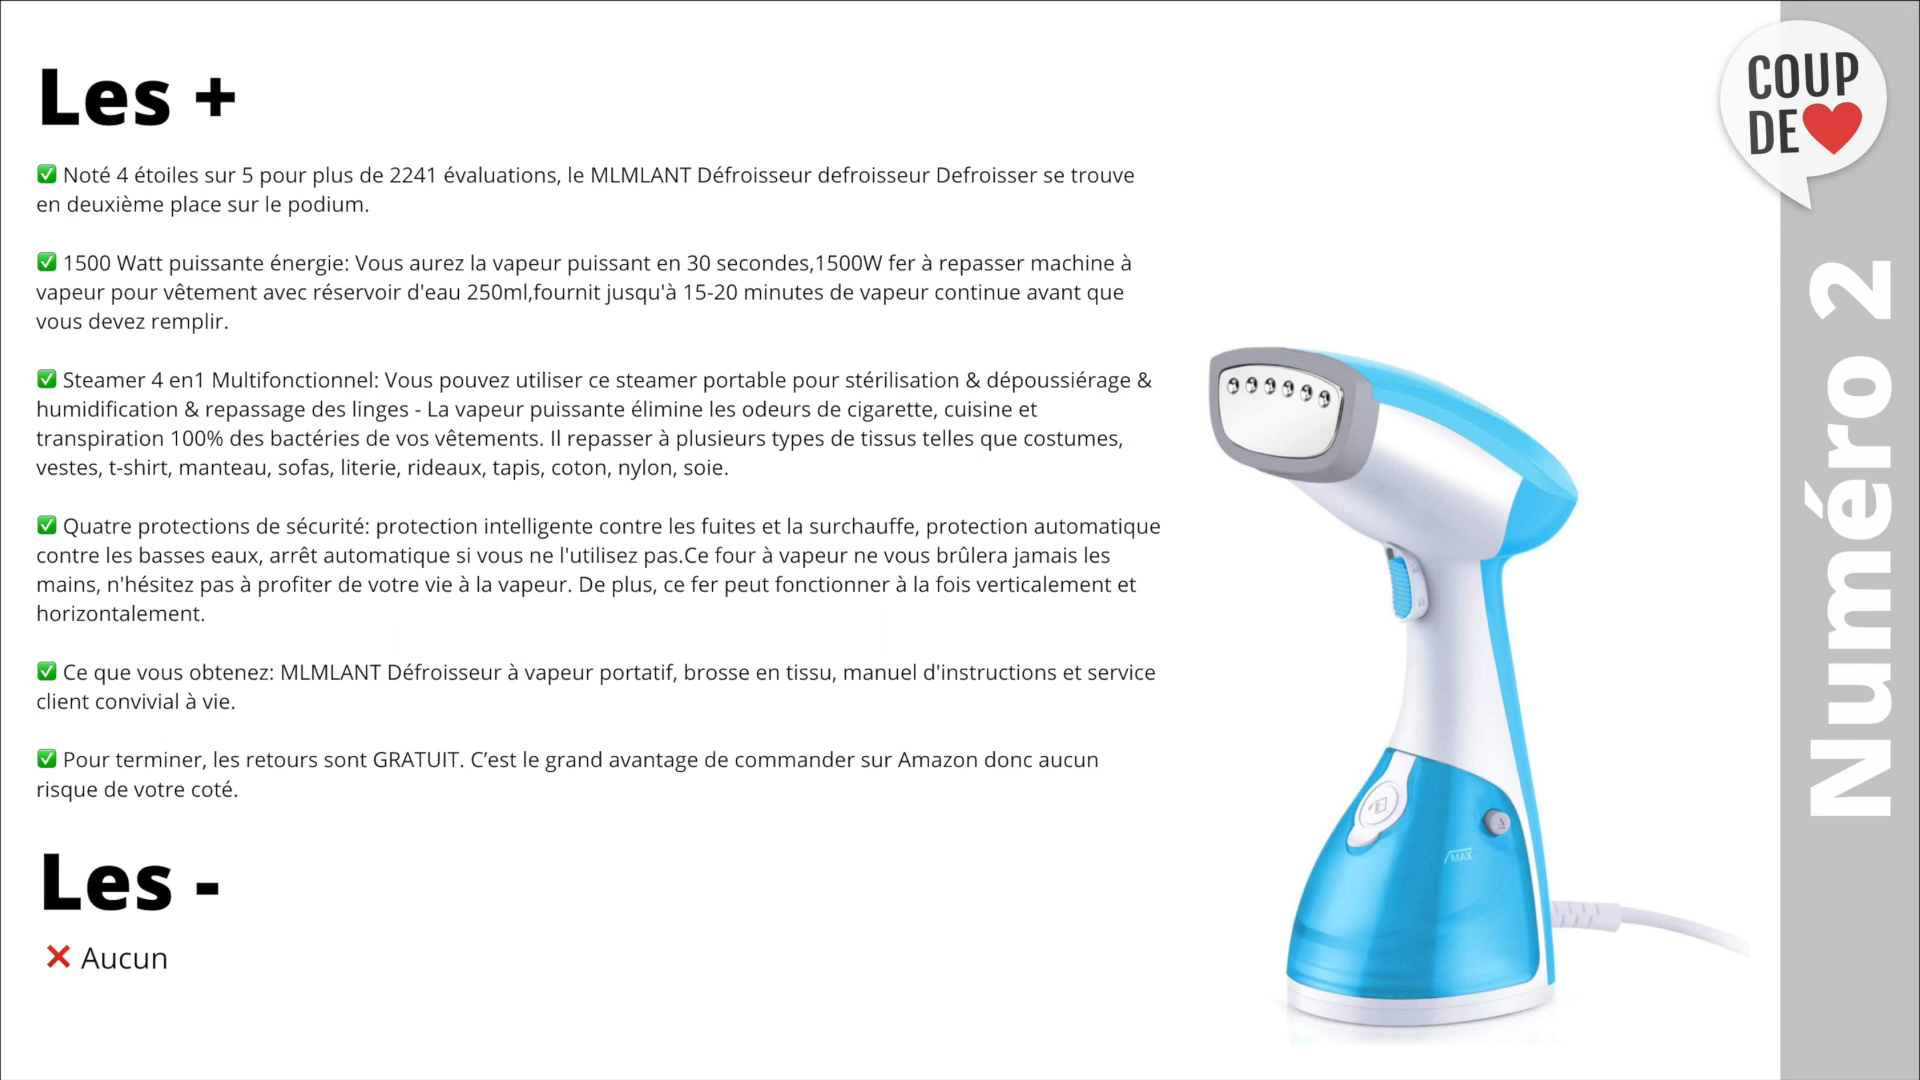 Les +
✅ Noté 4 étoiles sur 5 pour plus de 2241 évaluations, le MLMLANT Défroisseur defroisseur Defroisser se trouve
en deuxième place sur le podium.
✅ 1500 Watt puissante énergie: Vous aurez la vapeur puissant en 30 secondes,1500W fer à repasser machine à
vapeur pour vêtement avec réservoir d'eau 250ml,fournit jusqu'à 15-20 minutes de vapeur continue avant que
vous devez remplir.
✅ Steamer 4 en1 Multifonctionnel: Vous pouvez utiliser ce steamer portable pour stérilisation & dépoussiérage &
humidification & repassage des linges - La vapeur puissante élimine les odeurs de cigarette, cuisine et
transpiration 100% des bactéries de vos vêtements. Il repasser à plusieurs types de tissus telles que costumes,
vestes, t-shirt, manteau, sofas, literie, rideaux, tapis, coton, nylon, soie.
✅ Quatre protections de sécurité: protection intelligente contre les fuites et la surchauffe, protection automatique
contre les basses eaux, arrêt automatique si vous ne l'utilisez pas.Ce four à vapeur ne vous brûlera jamais les
mains, n'hésitez pas à profiter de votre vie à la vapeur. De plus, ce fer peut fonctionner à la fois verticalement et
horizontalement.
✅ Ce que vous obtenez: MLMLANT Défroisseur à vapeur portatif, brosse en tissu, manuel d'instructions et service
client convivial à vie.
✅ Pour terminer, les retours sont GRATUIT. C’est le grand avantage de commander sur Amazon donc aucun
risque de votre coté.
Les -
❌ Aucun
MAX
COUP
DE
Numéro 2